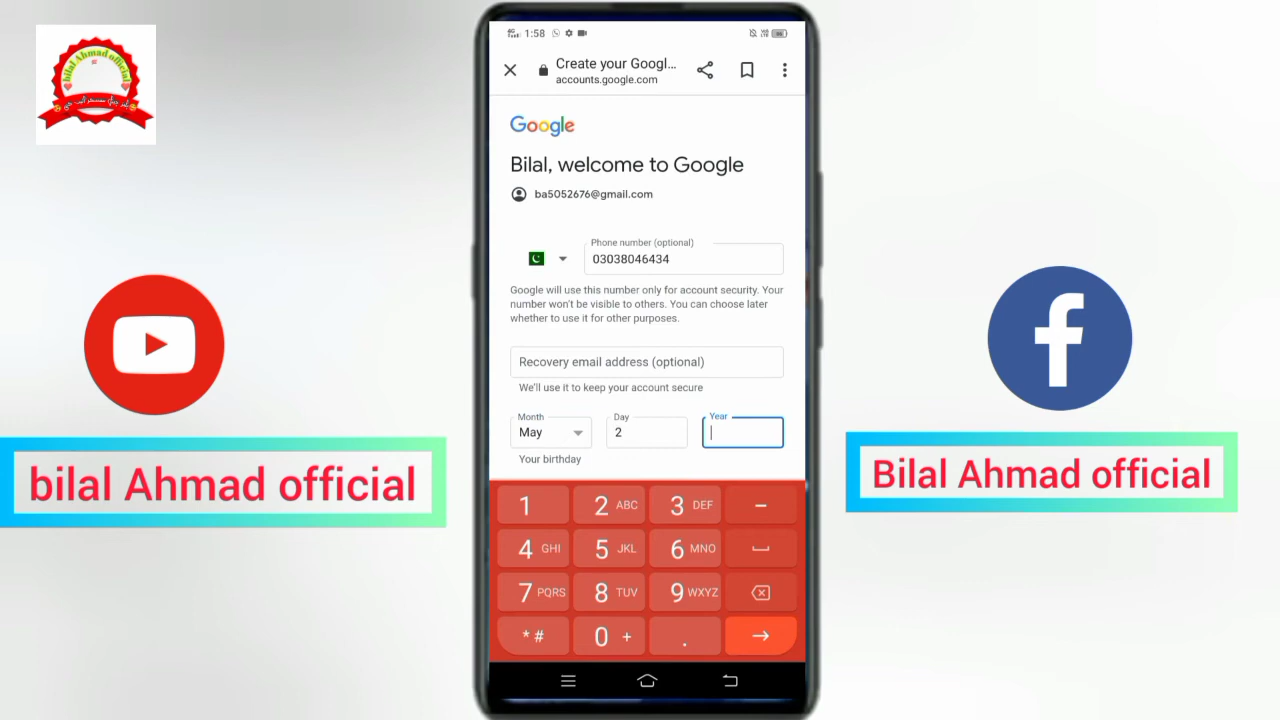 bilal Ahmad official
4G
1:58
Create your Googl...
accounts.google.com
Google
Bilal, welcome to Google
ba5052676@gmail.com
Phone number (optional)
03038046434
Google will use this number only for account security. Your
number won't be visible to others. You can choose later
whether to use it for other purposes.
Recovery email address (optional)
We'll use it to keep your account secure
Month
Day
Year
May
2
Your birthday
1 2 ABC 3 DEF –
4 GHI 5 JKL 6 MNO
7 PQRS 8 TUV 9 WXYZ
* # 0 + .
bilal Ahmad official
f
Bilal Ahmad official